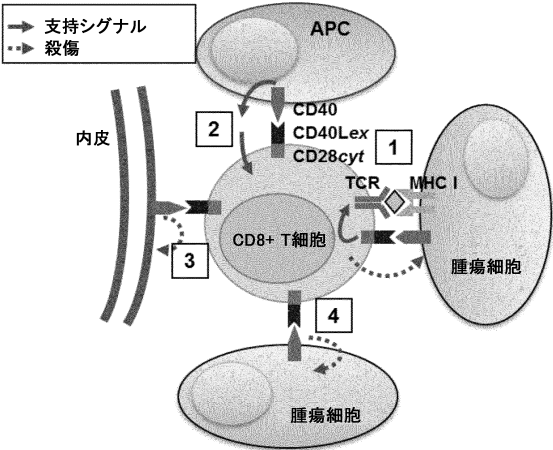 支持シグナル
殺傷
APC
内皮
2
CD40
CD40Lex
CD28cyt
1
TCR
MHC I
CD8+ T細胞
腫瘍細胞
3
4
腫瘍細胞